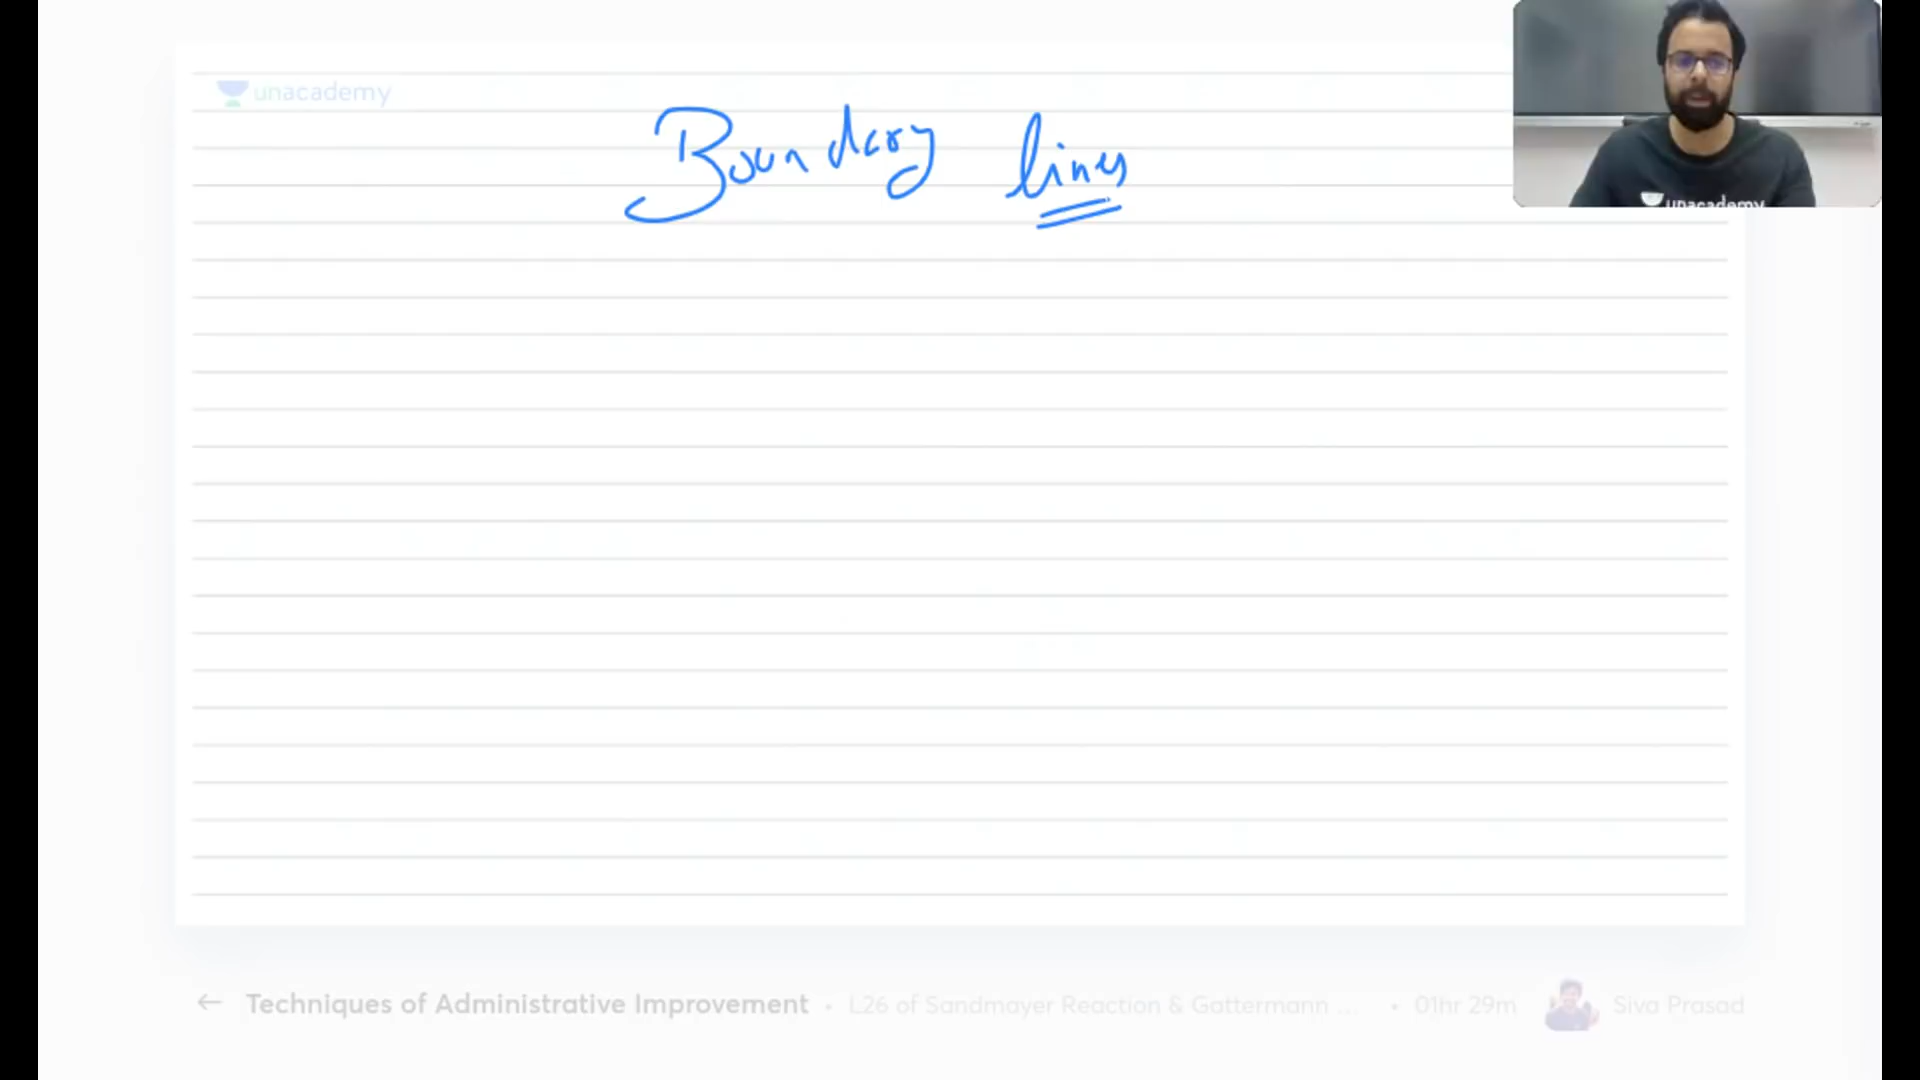 unacademy
Boundary lines
unacademy
← Techniques of Administrative Improvement • L26 of Sandmayer Reaction & Gattermann ... • 01hr 29m Siva Prasad